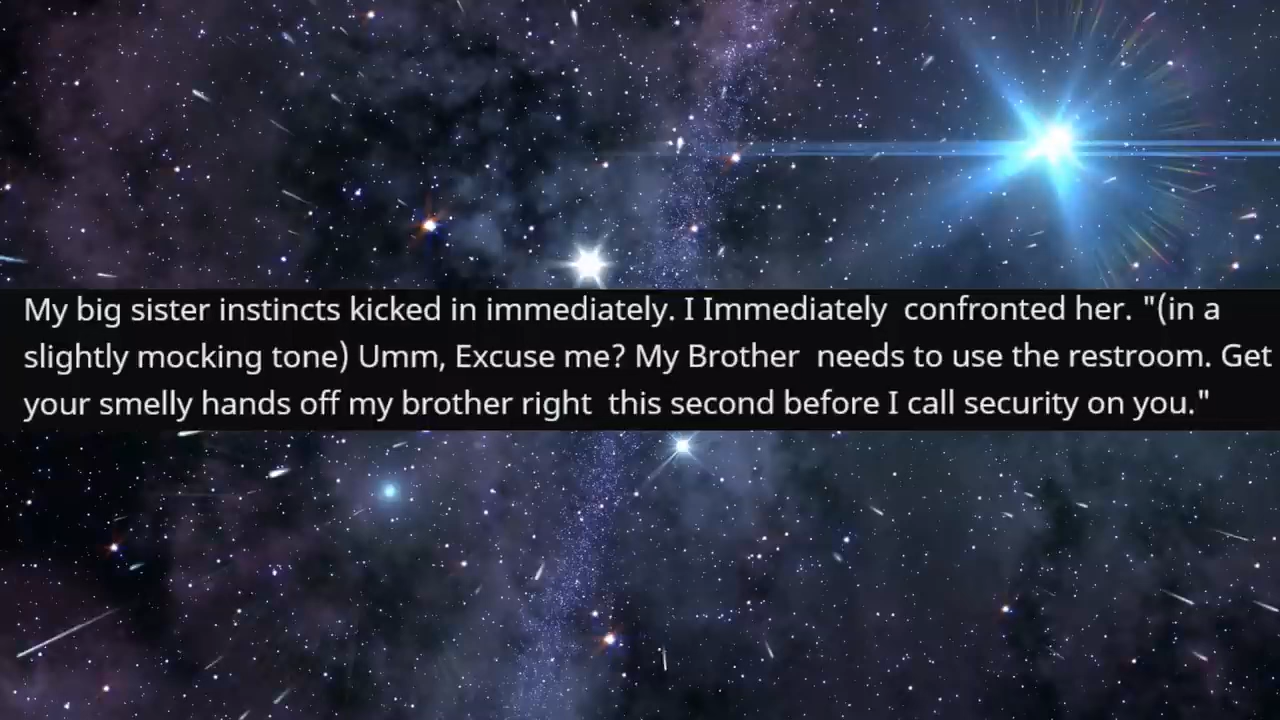 My big sister instincts kicked in immediately. I Immediately  confronted her. "(in a
slightly mocking tone) Umm, Excuse me? My Brother  needs to use the restroom. Get
your smelly hands off my brother right  this second before I call security on you."